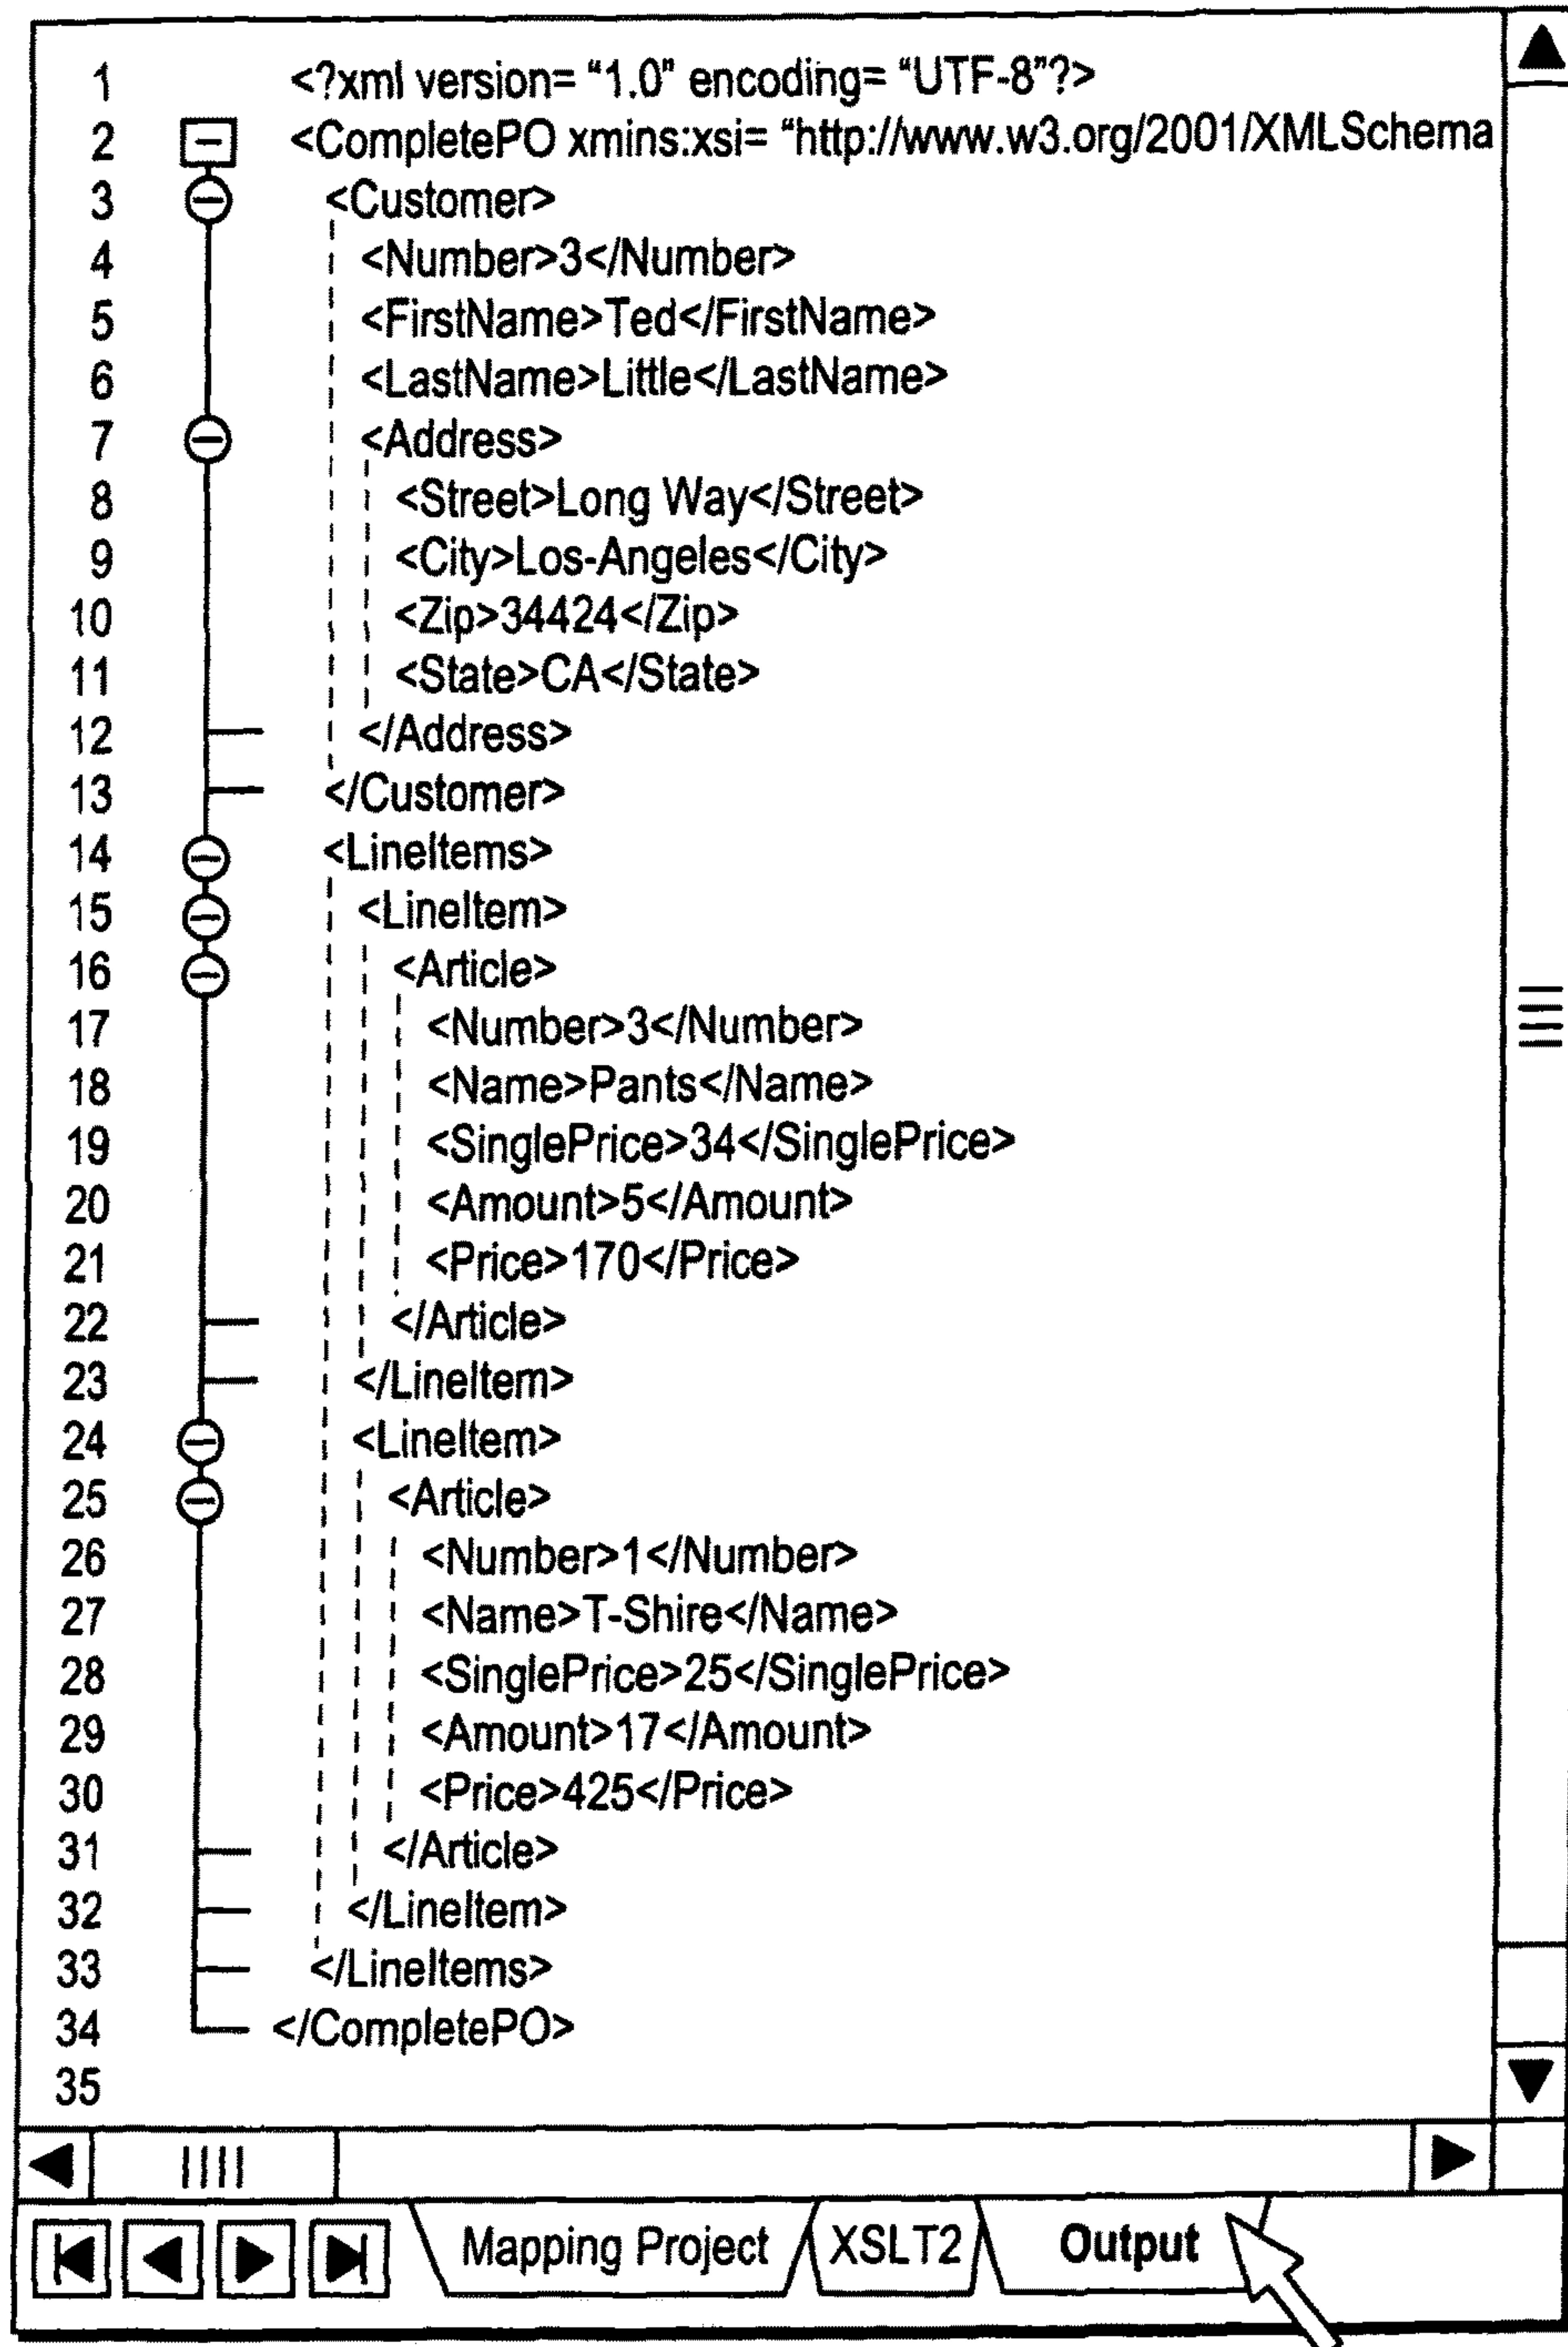 1 <?xml version= “1.0” encoding= “UTF-8”?>
2 <CompletePO xmins:xsi= “http://www.w3.org/2001/XMLSchema
3 <Customer>
4 <Number>3</Number>
5 <FirstName>Ted</FirstName>
6 <LastName>Little</LastName>
7 <Address>
8 <Street>Long Way</Street>
9 <City>Los-Angeles</City>
10 <Zip>34424</Zip>
11 <State>CA</State>
12 </Address>
13 </Customer>
14 <LineItems>
15 <LineItem>
16 <Article>
17 <Number>3</Number>
18 <Name>Pants</Name>
19 <SinglePrice>34</SinglePrice>
20 <Amount>5</Amount>
21 <Price>170</Price>
22 </Article>
23 </LineItem>
24 <LineItem>
25 <Article>
26 <Number>1</Number>
27 <Name>T-Shire</Name>
28 <SinglePrice>25</SinglePrice>
29 <Amount>17</Amount>
30 <Price>425</Price>
31 </Article>
32 </LineItem>
33 </LineItems>
34 </CompletePO>
35
Mapping Project XSLT2 Output